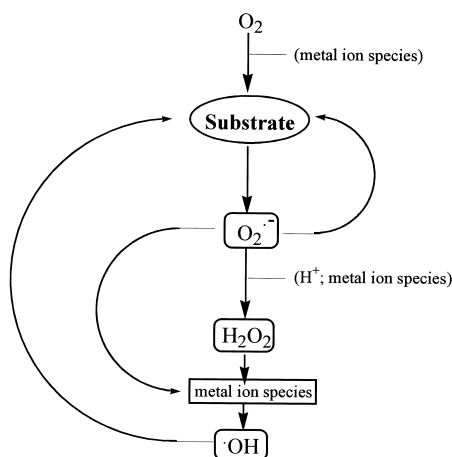 O₂
(metal ion species)
Substrate
O₂·⁻
(H⁺; metal ion species)
H₂O₂
metal ion species
·OH